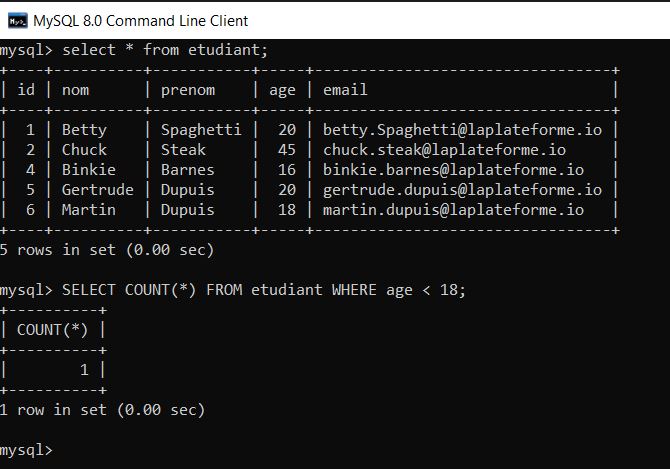 MySQL 8.0 Command Line Client
mysql> select * from etudiant;
+----+----------+-----------+-----+--------------------------------+
| id | nom      | prenom    | age | email                          |
+----+----------+-----------+-----+--------------------------------+
|  1 | Betty    | Spaghetti |  20 | betty.Spaghetti@laplateforme.io |
|  2 | Chuck    | Steak     |  45 | chuck.steak@laplateforme.io     |
|  4 | Binkie   | Barnes    |  16 | binkie.barnes@laplateforme.io   |
|  5 | Gertrude | Dupuis    |  20 | gertrude.dupuis@laplateforme.io |
|  6 | Martin   | Dupuis    |  18 | martin.dupuis@laplateforme.io   |
+----+----------+-----------+-----+--------------------------------+
5 rows in set (0.00 sec)
mysql> SELECT COUNT(*) FROM etudiant WHERE age < 18;
+----------+
| COUNT(*) |
+----------+
|        1 |
+----------+
1 row in set (0.00 sec)
mysql>